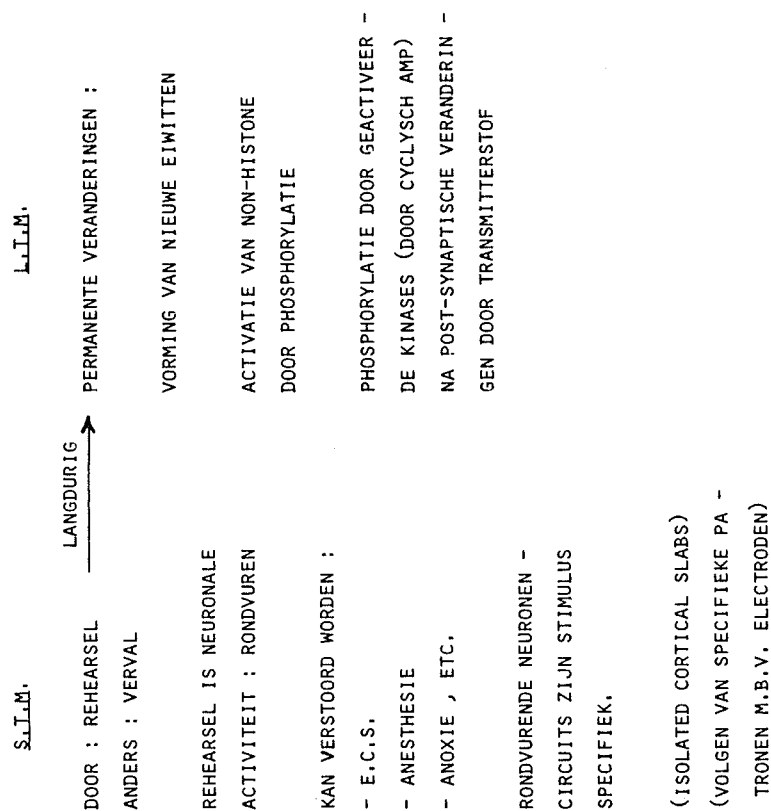 S.T.M.
DOOR : REHEARSEL
ANDERS : VERVAL
REHEARSEL IS NEURONALE
ACTIVITEIT : RONDVUREN
KAN VERSTOORD WORDEN :
- E.C.S.
- ANESTHESIE
- ANOXIE , ETC.
RONDVURENDE NEURONEN -
CIRCUITS ZIJN STIMULUS
SPECIFIEK.
(ISOLATED CORTICAL SLABS)
(VOLGEN VAN SPECIFIEKE PA -
TRONEN M.B.V. ELECTRODEN)
LANGDURIG
L.T.M.
PERMANENTE VERANDERINGEN :
VORMING VAN NIEUWE EIWITTEN
ACTIVATIE VAN NON-HISTONE
DOOR PHOSPHORYLATIE
PHOSPHORYLATIE DOOR GEACTIVEER -
DE KINASES (DOOR CYCLYSCH AMP)
NA POST-SYNAPTISCHE VERANDERIN -
GEN DOOR TRANSMITTERSTOF